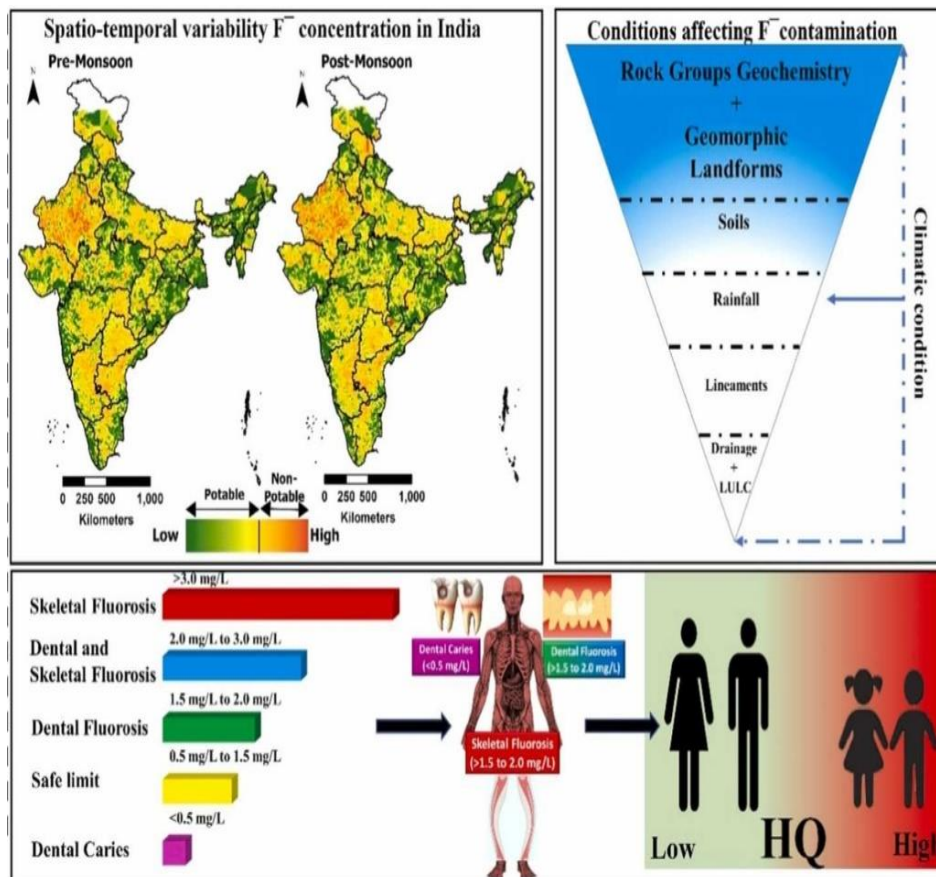 Spatio-temporal variability F⁻ concentration in India
Pre-Monsoon
Post-Monsoon
N
N
0 250 500 1,000
Kilometers
0 250 500 1,000
Kilometers
Potable
Non-
Potable
Low
High
Conditions affecting F⁻ contamination
Rock Groups Geochemistry
+
Geomorphic
Landforms
Soils
Rainfall
Lineaments
Drainage
+
LULC
Climatic condition
>3.0 mg/L
Skeletal Fluorosis
2.0 mg/L to 3.0 mg/L
Dental and
Skeletal Fluorosis
1.5 mg/L to 2.0 mg/L
Dental Fluorosis
0.5 mg/L to 1.5 mg/L
Safe limit
<0.5 mg/L
Dental Caries
Dental Caries
(<0.5 mg/L)
Dental Fluorosis
(>1.5 to 2.0 mg/L)
Skeletal Fluorosis
(>1.5 to 2.0 mg/L)
Low
HQ
High